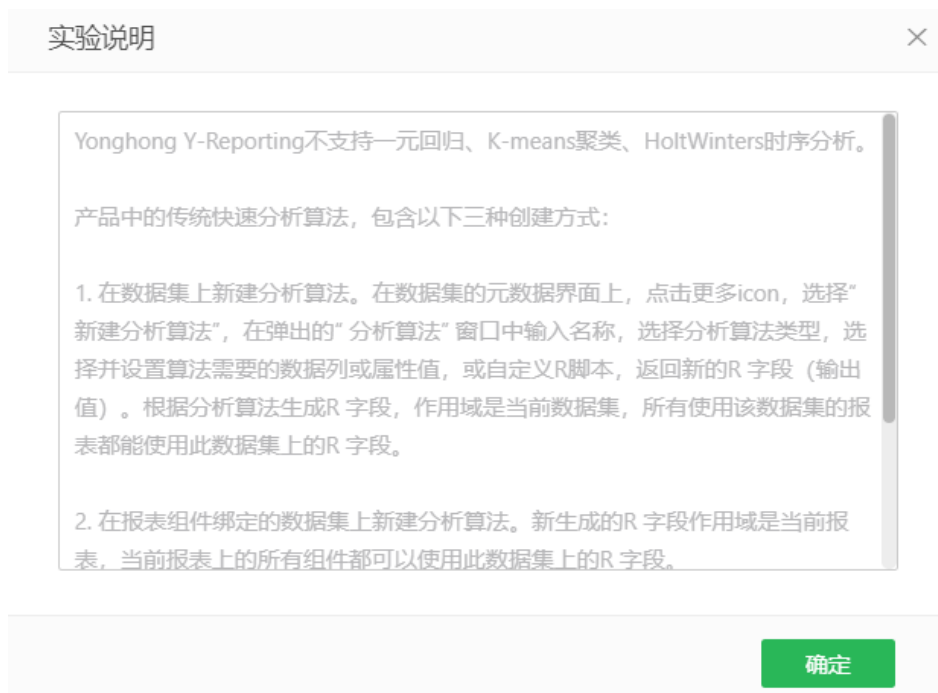 实验说明
Yonghong Y-Reporting不支持一元回归、K-means聚类、HoltWinters时序分析。
产品中的传统快速分析算法，包含以下三种创建方式：
1. 在数据集上新建分析算法。在数据集的元数据界面上，点击更多icon，选择“
新建分析算法”，在弹出的“ 分析算法” 窗口中输入名称，选择分析算法类型，选
择并设置算法需要的数据列或属性值，或自定义R脚本，返回新的R 字段（输出
值）。根据分析算法生成R 字段，作用域是当前数据集，所有使用该数据集的报
表都能使用此数据集上的R 字段。
2. 在报表组件绑定的数据集上新建分析算法。新生成的R 字段作用域是当前报
表，当前报表上的所有组件都可以使用此数据集上的R 字段。
确定